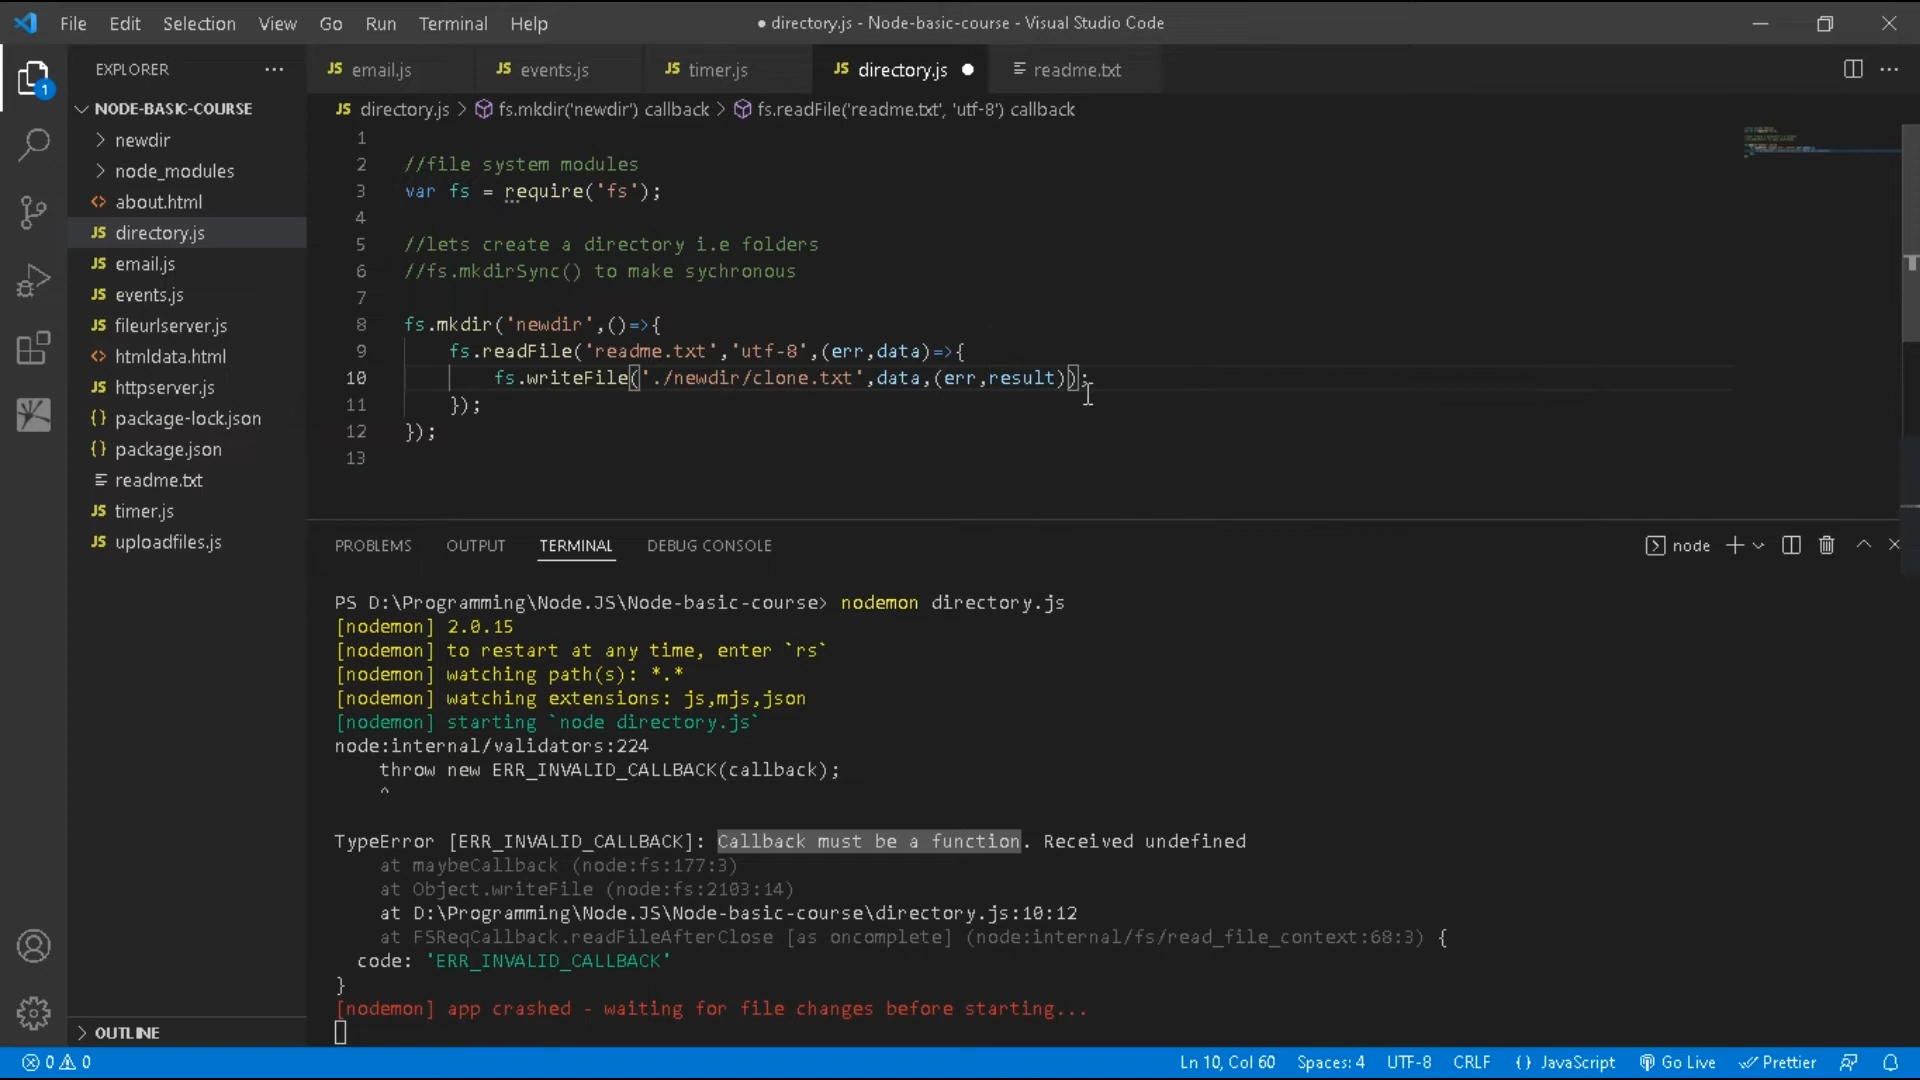 File Edit Selection View Go Run Terminal Help ● directory.js - Node-basic-course - Visual Studio Code
EXPLORER ···
JS email.js JS events.js JS timer.js JS directory.js ● readme.txt ···
NODE-BASIC-COURSE
newdir
node_modules
<> about.html
JS directory.js
JS email.js
JS events.js
JS fileurlserver.js
<> htmldata.html
JS httpserver.js
{} package-lock.json
{} package.json
readme.txt
JS timer.js
JS uploadfiles.js
OUTLINE
1
JS directory.js > fs.mkdir('newdir') callback > fs.readFile('readme.txt', 'utf-8') callback
1
2 //file system modules
3 var fs = require('fs');
4
5 //lets create a directory i.e folders
6 //fs.mkdirSync() to make sychronous
7
8 fs.mkdir('newdir',()=>{
9 fs.readFile('readme.txt','utf-8',(err,data)=>{
10 fs.writeFile('./newdir/clone.txt',data,(err,result));
11 });
12 });
13
PROBLEMS OUTPUT TERMINAL DEBUG CONSOLE node
PS D:\Programming\Node.JS\Node-basic-course> nodemon directory.js
[nodemon] 2.0.15
[nodemon] to restart at any time, enter `rs`
[nodemon] watching path(s): *.*
[nodemon] watching extensions: js,mjs,json
[nodemon] starting `node directory.js`
node:internal/validators:224
throw new ERR_INVALID_CALLBACK(callback);
^
TypeError [ERR_INVALID_CALLBACK]: Callback must be a function. Received undefined
at maybeCallback (node:fs:177:3)
at Object.writeFile (node:fs:2103:14)
at D:\Programming\Node.JS\Node-basic-course\directory.js:10:12
at FSReqCallback.readFileAfterClose [as oncomplete] (node:internal/fs/read_file_context:68:3) {
code: 'ERR_INVALID_CALLBACK'
}
[nodemon] app crashed - waiting for file changes before starting...
0 0 Ln 10, Col 60 Spaces: 4 UTF-8 CRLF {} JavaScript Go Live Prettier